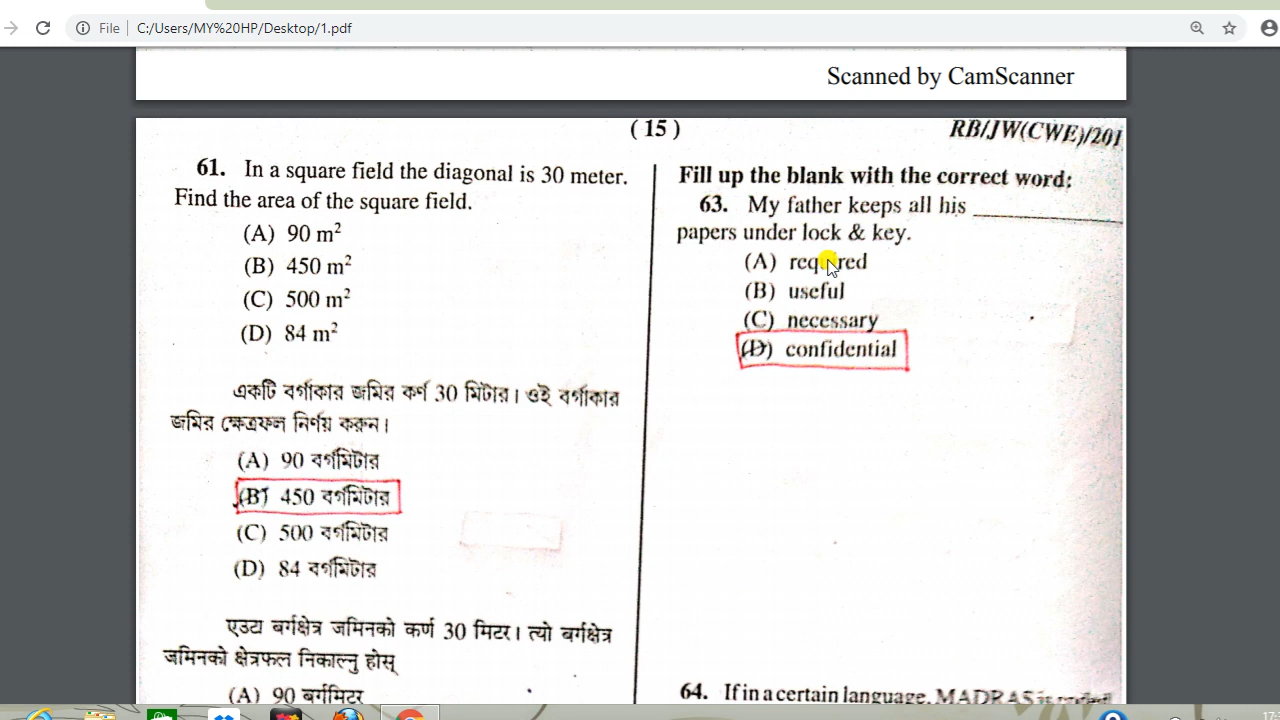 File
C:/Users/MY%20HP/Desktop/1.pdf
Scanned by CamScanner
( 15 )
RB/JW(CWE)/201
61. In a square field the diagonal is 30 meter.
Find the area of the square field.
(A) 90 m²
(B) 450 m²
(C) 500 m²
(D) 84 m²
একটি বর্গাকার জমির কর্ণ 30 মিটার। ওই বর্গাকার
জমির ক্ষেত্রফল নির্ণয় করুন।
(A) 90 বর্গমিটার
(B) 450 বর্গমিটার
(C) 500 বর্গমিটার
(D) 84 বর্গমিটার
एउटा बर्गक्षेत्र जमिनको कर्ण 30 मिटर। त्यो बर्गक्षेत्र
जमिनको क्षेत्रफल निकाल्नु होस्
(A) 90 बर्गमिटर
Fill up the blank with the correct word:
63. My father keeps all his ____________
papers under lock & key.
(A) required
(B) useful
(C) necessary
(D) confidential
64. If in a certain language, MADRAS is coded